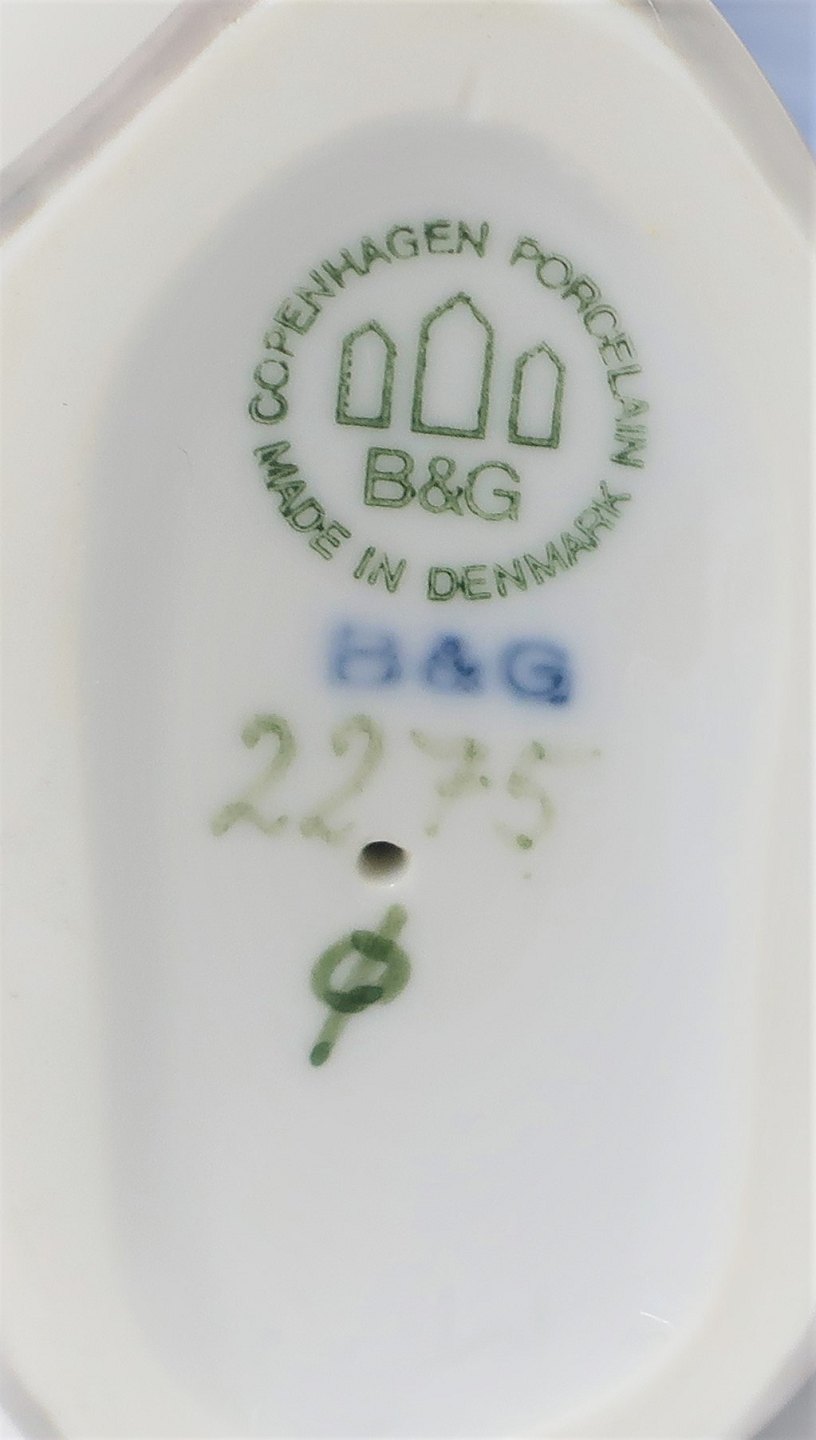 COPENHAGEN PORCELAIN
B&G
MADE IN DENMARK
B&G
2275
ϕ